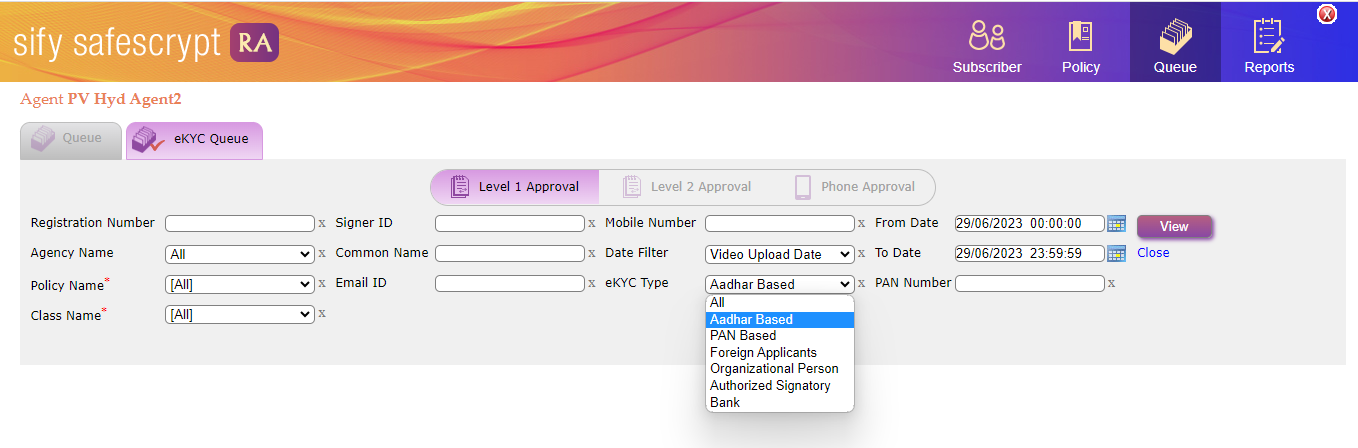 sify safescrypt RA
Subscriber Policy Queue Reports
Agent PV Hyd Agent2
Queue eKYC Queue
Level 1 Approval Level 2 Approval Phone Approval
Registration Number x Signer ID x Mobile Number x From Date 29/06/2023 00:00:00 View
Agency Name All x Common Name x Date Filter Video Upload Date x To Date 29/06/2023 23:59:59 Close
Policy Name* [All] x Email ID x eKYC Type Aadhar Based x PAN Number x
Class Name* [All] x
All
Aadhar Based
PAN Based
Foreign Applicants
Organizational Person
Authorized Signatory
Bank